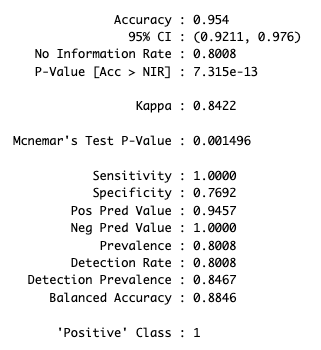 Accuracy : 0.954
95% CI : (0.9211, 0.976)
No Information Rate : 0.8008
P-Value [Acc > NIR] : 7.315e-13
Kappa : 0.8422
Mcnemar's Test P-Value : 0.001496
Sensitivity : 1.0000
Specificity : 0.7692
Pos Pred Value : 0.9457
Neg Pred Value : 1.0000
Prevalence : 0.8008
Detection Rate : 0.8008
Detection Prevalence : 0.8467
Balanced Accuracy : 0.8846
'Positive' Class : 1